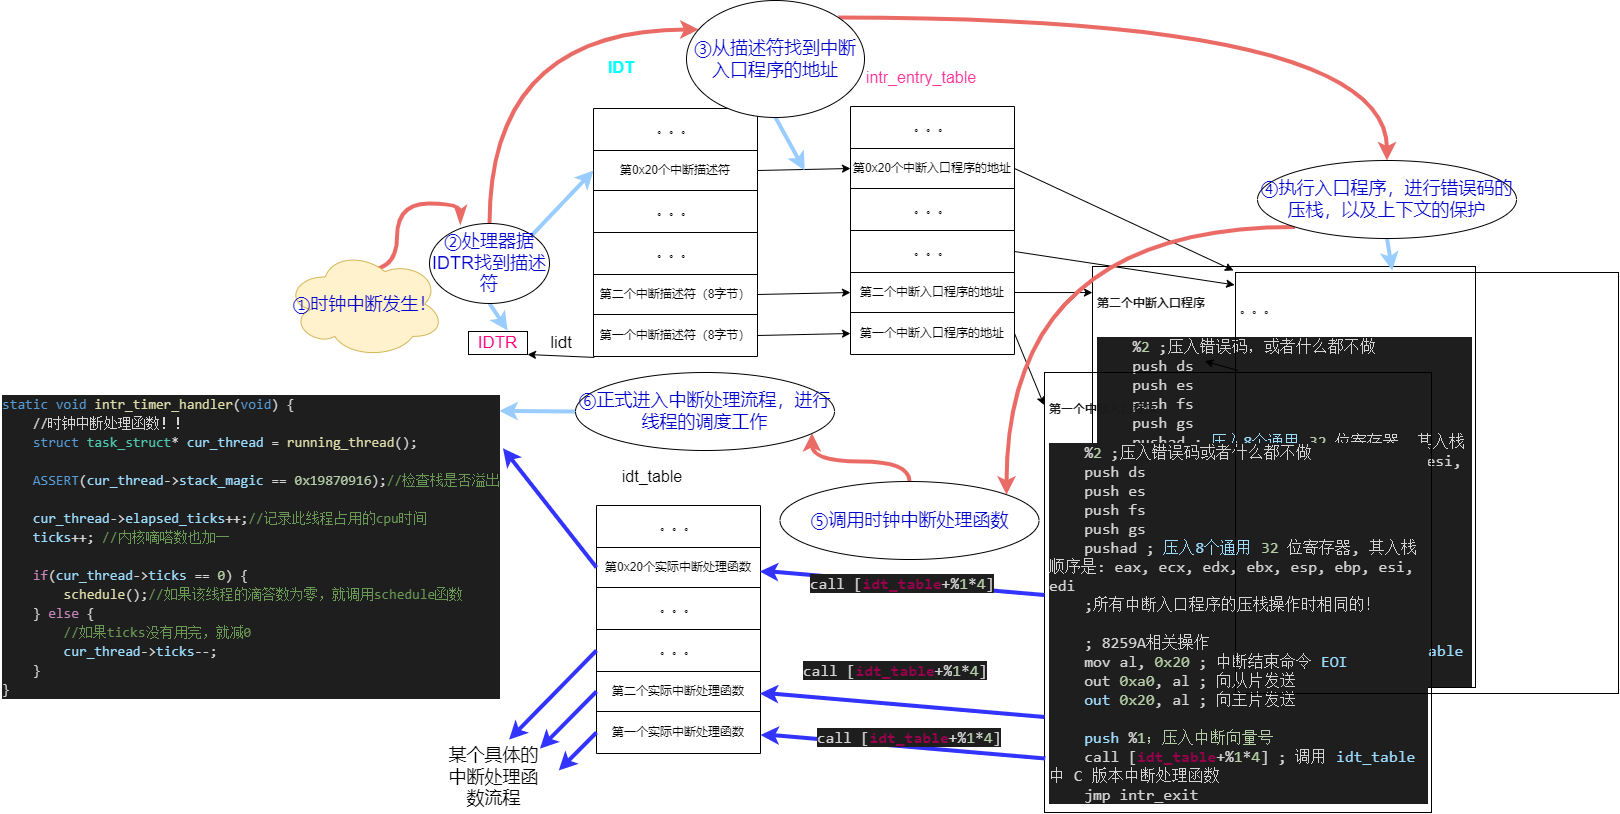 ③从描述符找到中断
入口程序的地址
IDT
intr_entry_table
。。。
第0x20个中断描述符
。。。
。。。
第二个中断描述符（8字节）
第一个中断描述符（8字节）
。。。
第0x20个中断入口程序的地址
。。。
。。。
第二个中断入口程序的地址
第一个中断入口程序的地址
④执行入口程序，进行错误码的
压栈，以及上下文的保护
②处理器据
IDTR找到描述
符
①时钟中断发生！
IDTR
lidt
第二个中断入口程序
。。。
%2 ;压入错误码，或者什么都不做
push ds
push es
push fs
push gs
pushad ; 压入8个通用 32 位寄存器, 其入栈
esi,
able
第一个中
%2 ;压入错误码或者什么都不做
push ds
push es
push fs
push gs
pushad ; 压入8个通用 32 位寄存器, 其入栈
顺序是: eax, ecx, edx, ebx, esp, ebp, esi,
edi
;所有中断入口程序的压栈操作时相同的！
; 8259A相关操作
mov al, 0x20 ; 中断结束命令 EOI
out 0xa0, al ; 向从片发送
out 0x20, al ; 向主片发送
push %1；压入中断向量号
call [idt_table+%1*4] ; 调用 idt_table
中 C 版本中断处理函数
jmp intr_exit
⑥正式进入中断处理流程，进行
线程的调度工作
⑤调用时钟中断处理函数
idt_table
。。。
第0x20个实际中断处理函数
。。。
。。。
第二个实际中断处理函数
第一个实际中断处理函数
call [idt_table+%1*4]
call [idt_table+%1*4]
call [idt_table+%1*4]
static void intr_timer_handler(void) {
//时钟中断处理函数！！
struct task_struct* cur_thread = running_thread();
ASSERT(cur_thread->stack_magic == 0x19870916);//检查栈是否溢出
cur_thread->elapsed_ticks++;//记录此线程占用的cpu时间
ticks++; //内核嘀嗒数也加一
if(cur_thread->ticks == 0) {
schedule();//如果该线程的滴答数为零，就调用schedule函数
} else {
//如果ticks没有用完，就减0
cur_thread->ticks--;
}
}
某个具体的
中断处理函
数流程